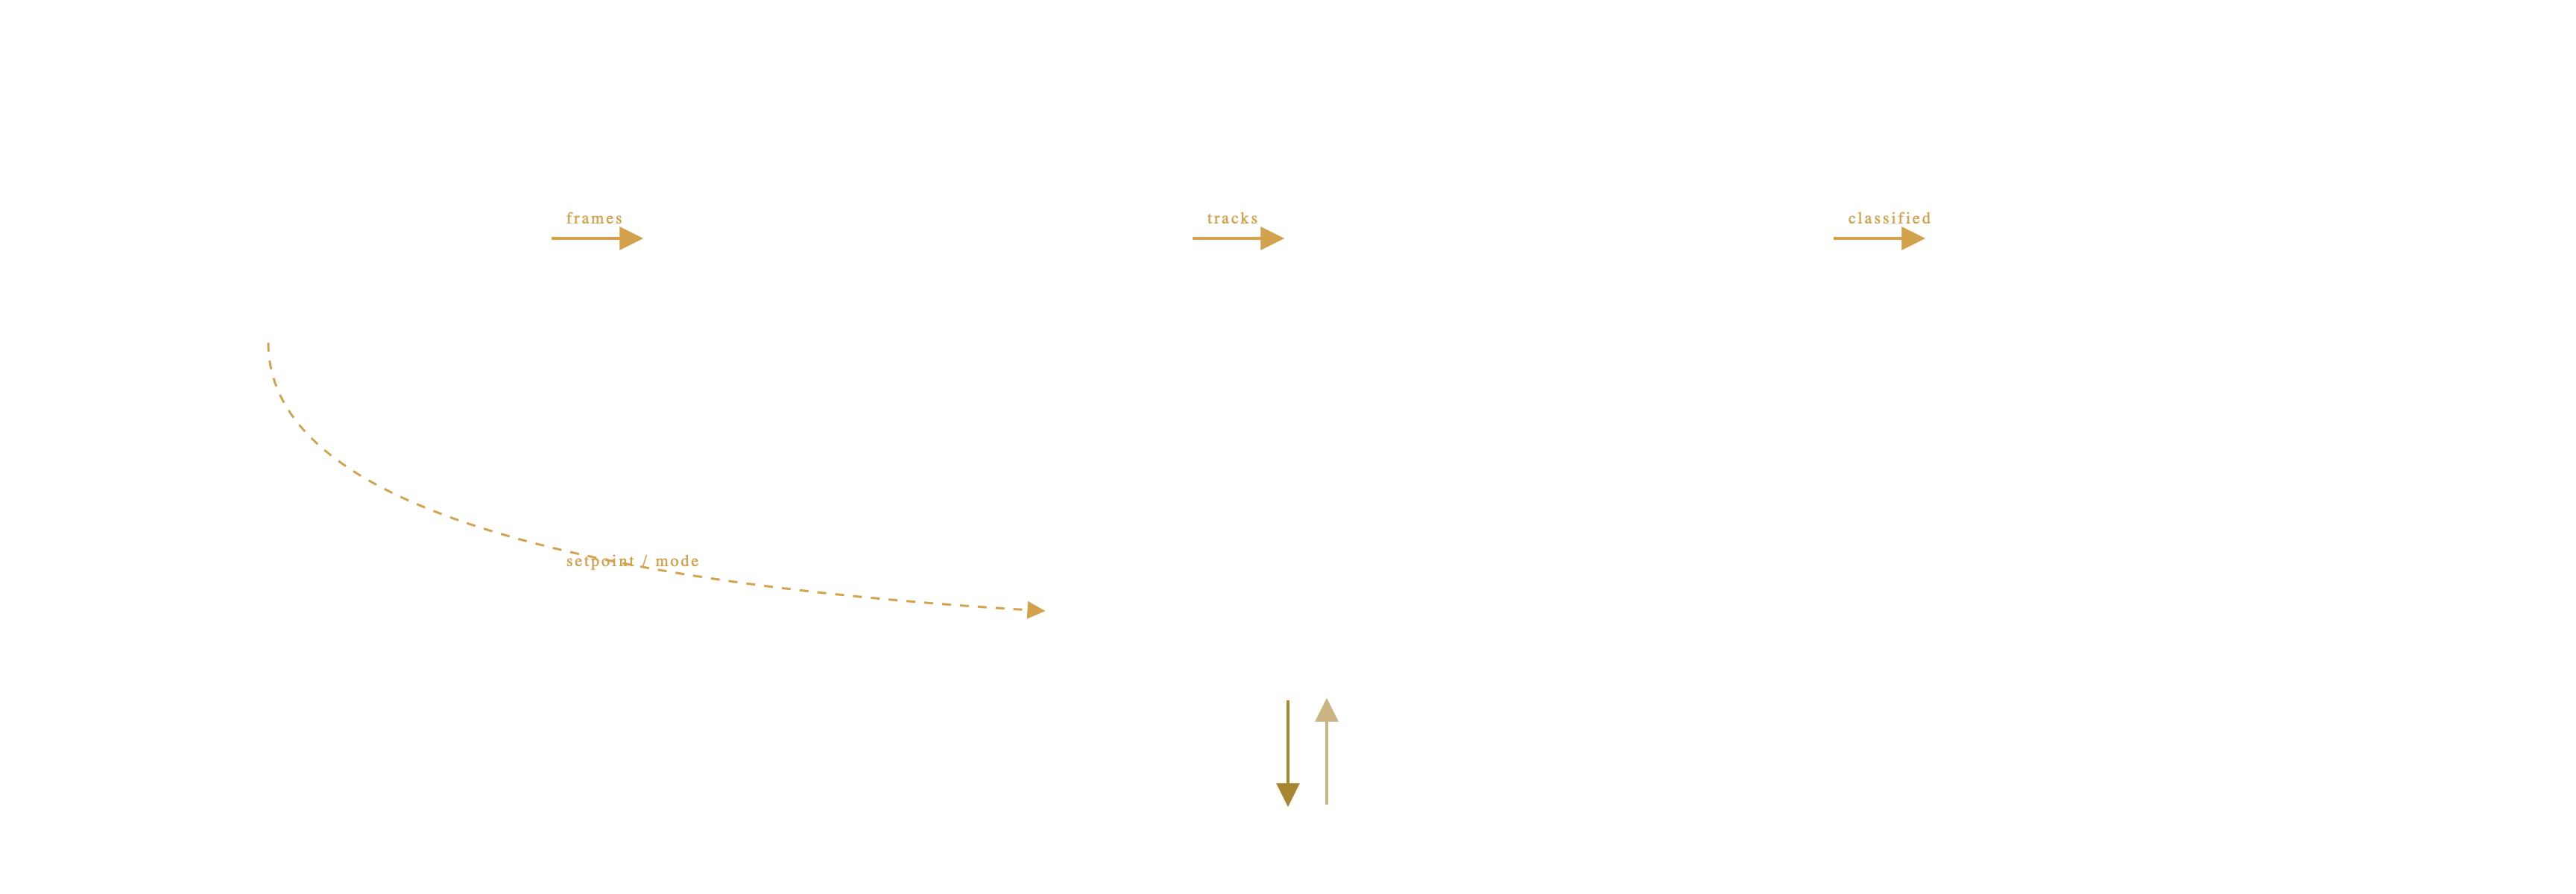 frames
tracks
classified
setpoint / mode